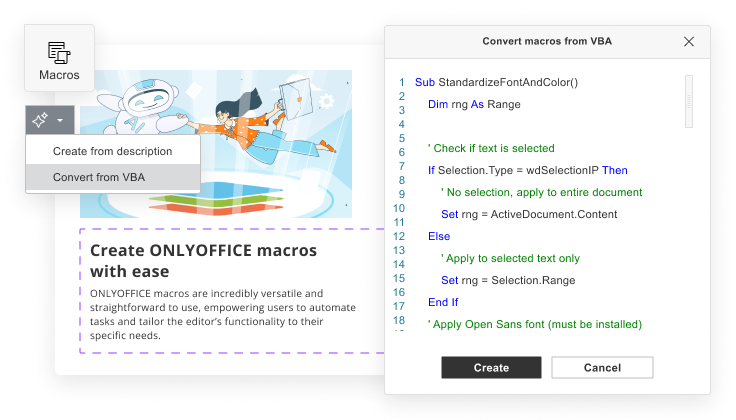 Macros
Create from description
Convert from VBA
Create ONLYOFFICE macros
with ease
ONLYOFFICE macros are incredibly versatile and
straightforward to use, empowering users to automate
tasks and tailor the editor's functionality to their
specific needs.
Convert macros from VBA
1 Sub StandardizeFontAndColor()
2
3 Dim rng As Range
4
5
6 ' Check if text is selected
7 If Selection.Type = wdSelectionIP Then
8
9 ' No selection, apply to entire document
10 Set rng = ActiveDocument.Content
11
12 Else
13 ' Apply to selected text only
14
15 Set rng = Selection.Range
16
17 End If
18 ' Apply Open Sans font (must be installed)
Create
Cancel